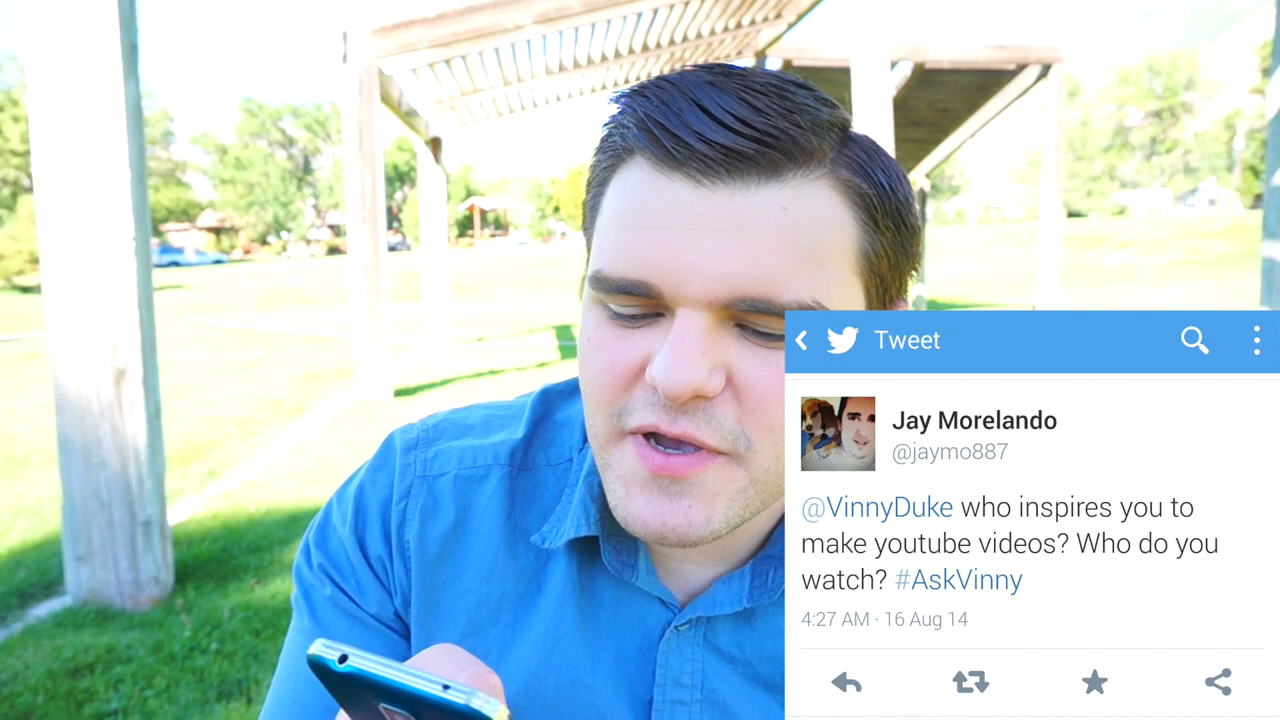 Tweet
Jay Morelando
@jaymo887
@VinnyDuke who inspires you to
make youtube videos? Who do you
watch? #AskVinny
4:27 AM · 16 Aug 14